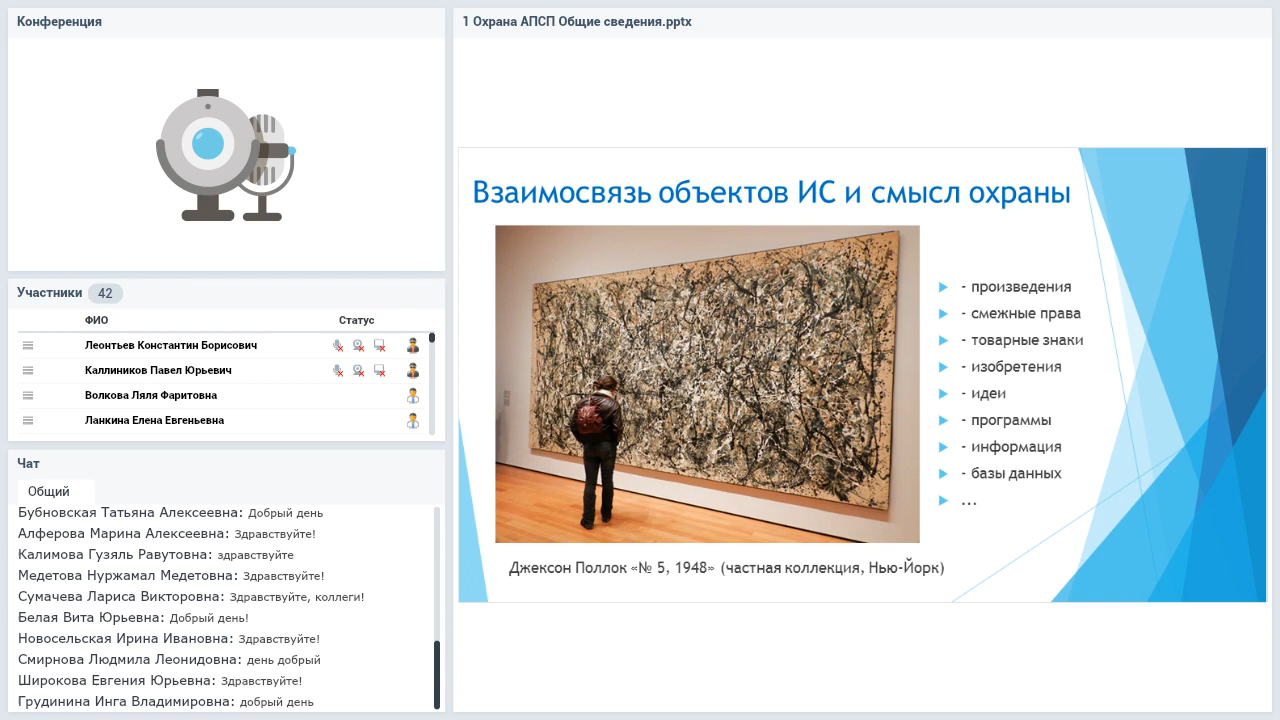 Конференция
Участники 42
ФИО Статус
Леонтьев Константин Борисович
Каллиников Павел Юрьевич
Волкова Ляля Фаритовна
Ланкина Елена Евгеньевна
Чат
Общий
Бубновская Татьяна Алексеевна: Добрый день
Алферова Марина Алексеевна: Здравствуйте!
Калимова Гузяль Равутовна: здравствуйте
Медетова Нуржамал Медетовна: Здравствуйте!
Сумачева Лариса Викторовна: Здравствуйте, коллеги!
Белая Вита Юрьевна: Добрый день!
Новосельская Ирина Ивановна: Здравствуйте!
Смирнова Людмила Леонидовна: день добрый
Широкова Евгения Юрьевна: Здравствуйте!
Грудинина Инга Владимировна: добрый день
1 Охрана АПСП Общие сведения.pptx
Взаимосвязь объектов ИС и смысл охраны
- произведения
- смежные права
- товарные знаки
- изобретения
- идеи
- программы
- информация
- базы данных
...
Джексон Поллок «№ 5, 1948» (частная коллекция, Нью-Йорк)